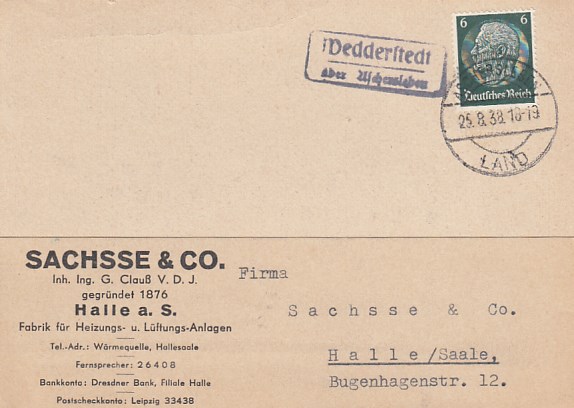 Wedderstedt
über Aschersleben
6 6
Deutsches Reich
25.8.38.18-19
LAND
SACHSSE & CO.
Inh. Ing. G. Clauß V. D. J.
gegründet 1876
Halle a. S.
Fabrik für Heizungs- u. Lüftungs-Anlagen
Tel.-Adr.: Wärmequelle, Hallesaale
Fernsprecher: 26408
Bankkonto: Dresdner Bank, Filiale Halle
Postscheckkonto: Leipzig 33438
Firma
Sachsse & Co.
Halle/Saale,
Bugenhagenstr. 12.